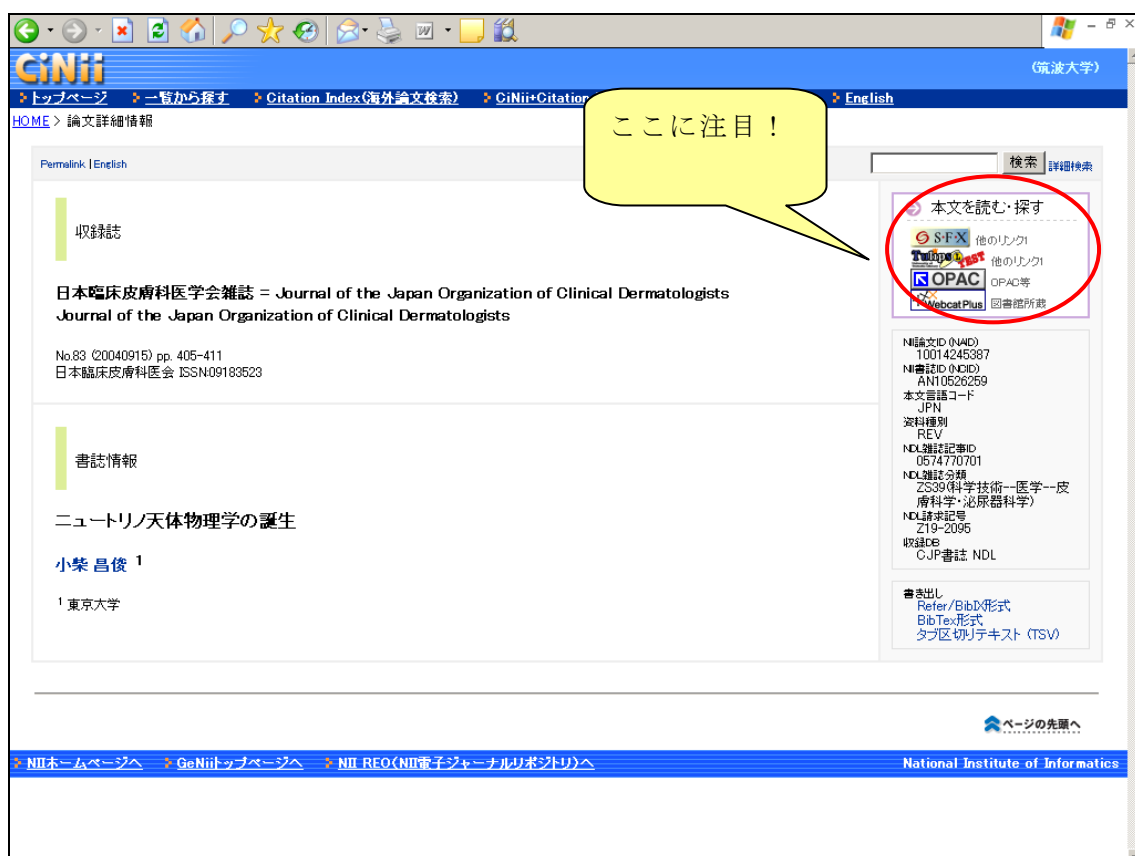 CiNii
(筑波大学)
トップページ 一覧から探す Citation Index(海外論文検索) CiNii+Citation English
HOME > 論文詳細情報
ここに注目！
Permalink | English
検索 詳細検索
収録誌
日本臨床皮膚科医学会雑誌 = Journal of the Japan Organization of Clinical Dermatologists
Journal of the Japan Organization of Clinical Dermatologists
No.83 (20040915) pp. 405-411
日本臨床皮膚科医会 ISSN:09183523
書誌情報
ニュートリノ天体物理学の誕生
小柴 昌俊 1
1 東京大学
本文を読む・探す
S・F・X 他のリンク1
Tulips TEST 他のリンク1
OPAC OPAC等
WebcatPlus 図書館所蔵
NII論文ID (NAID)
10014245387
NII書誌ID (NCID)
AN10526259
本文言語コード
JPN
資料種別
REV
NDL雑誌記事ID
0574770701
NDL雑誌分類
ZS39(科学技術--医学--皮
膚科学・泌尿器科学)
NDL請求記号
Z19-2095
収録DB
CJP書誌 NDL
書き出し
Refer/BibIX形式
BibTex形式
タブ区切りテキスト (TSV)
ページの先頭へ
NIIホームページへ GeNiiトップページへ NII REO(NII電子ジャーナルリポジトリ)へ National Institute of Informatics